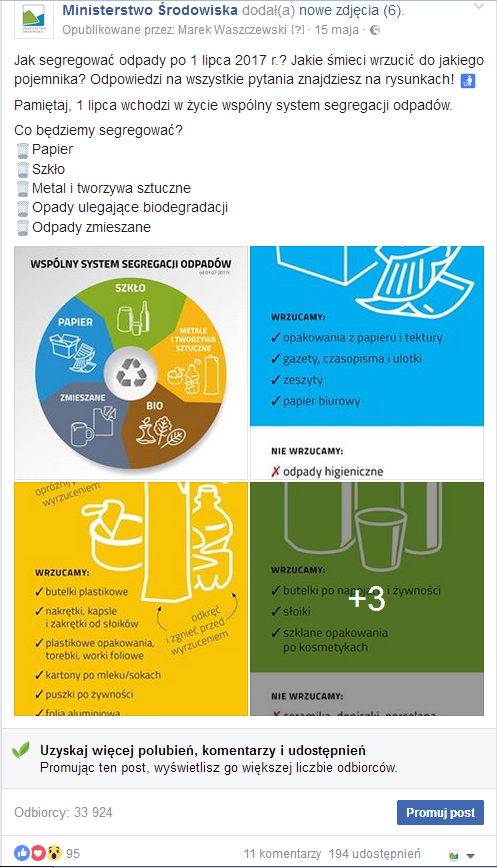 Ministerstwo Środowiska dodał(a) nowe zdjęcia (6).
Opublikowane przez: Marek Waszczewski [?] · 15 maja ·
Jak segregować odpady po 1 lipca 2017 r.? Jakie śmieci wrzucić do jakiego
pojemnika? Odpowiedzi na wszystkie pytania znajdziesz na rysunkach!
Pamiętaj, 1 lipca wchodzi w życie wspólny system segregacji odpadów.
Co będziemy segregować?
Papier
Szkło
Metal i tworzywa sztuczne
Opady ulegające biodegradacji
Odpady zmieszane
WSPÓLNY SYSTEM SEGREGACJI ODPADÓW
od 01.07.2017r.
SZKŁO
PAPIER
METALE
I TWORZYWA
SZTUCZNE
ZMIESZANE
BIO
WRZUCAMY:
✓ opakowania z papieru i tektury
✓ gazety, czasopisma i ulotki
✓ zeszyty
✓ papier biurowy
NIE WRZUCAMY:
✗ odpady higieniczne
opróżnij przed
wyrzuceniem
WRZUCAMY:
✓ butelki plastikowe
✓ nakrętki, kapsle
i zakrętki od słoików
✓ plastikowe opakowania,
torebki, worki foliowe
✓ kartony po mleku/sokach
✓ puszki po żywności
✓ folia aluminiowa
odkręć
i zgnieć przed
wyrzuceniem
WRZUCAMY:
✓ butelki po napojach i żywności
✓ słoiki
✓ szklane opakowania
po kosmetykach
+3
NIE WRZUCAMY:
✗ ceramika, doniczki, porcelana
Uzyskaj więcej polubień, komentarzy i udostępnień
Promując ten post, wyświetlisz go większej liczbie odbiorców.
Odbiorcy: 33 924
Promuj post
95
11 komentarzy 194 udostępnień